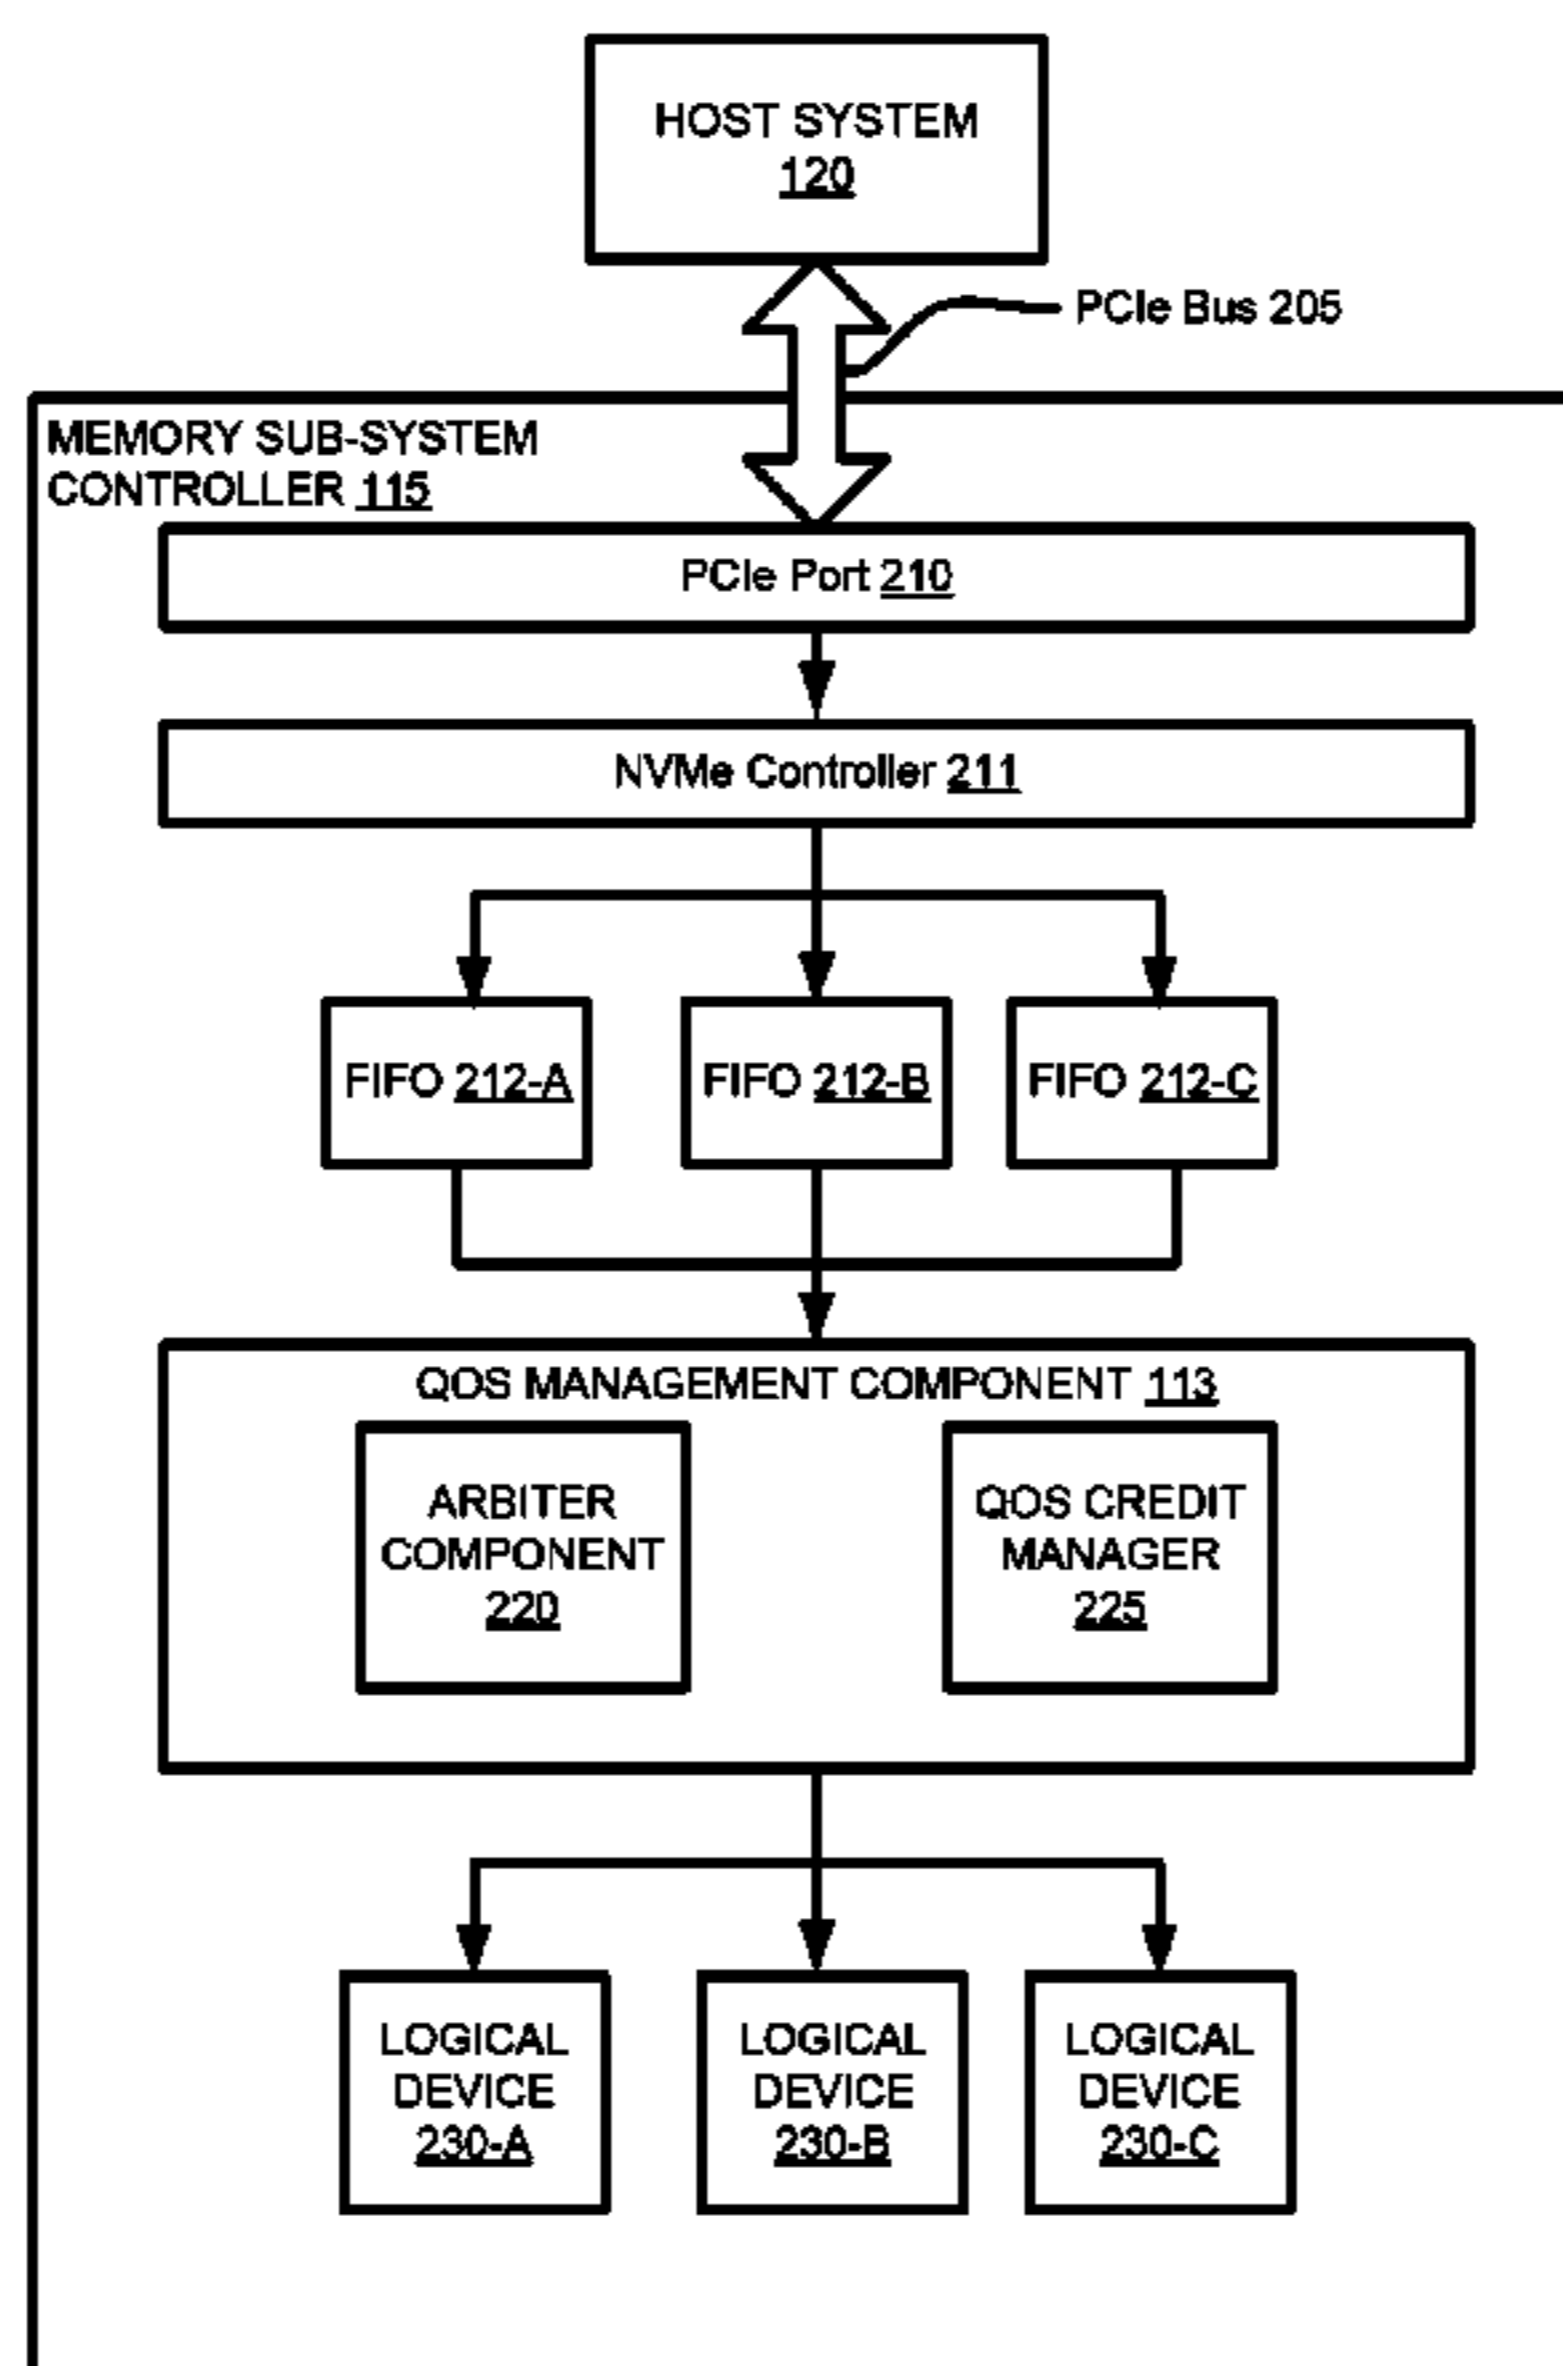 HOST SYSTEM
120
PCIe Bus 205
MEMORY SUB-SYSTEM
CONTROLLER 115
PCIe Port 210
NVMe Controller 211
FIFO 212-A
FIFO 212-B
FIFO 212-C
QOS MANAGEMENT COMPONENT 113
ARBITER
COMPONENT
220
QOS CREDIT
MANAGER
225
LOGICAL
DEVICE
230-A
LOGICAL
DEVICE
230-B
LOGICAL
DEVICE
230-C